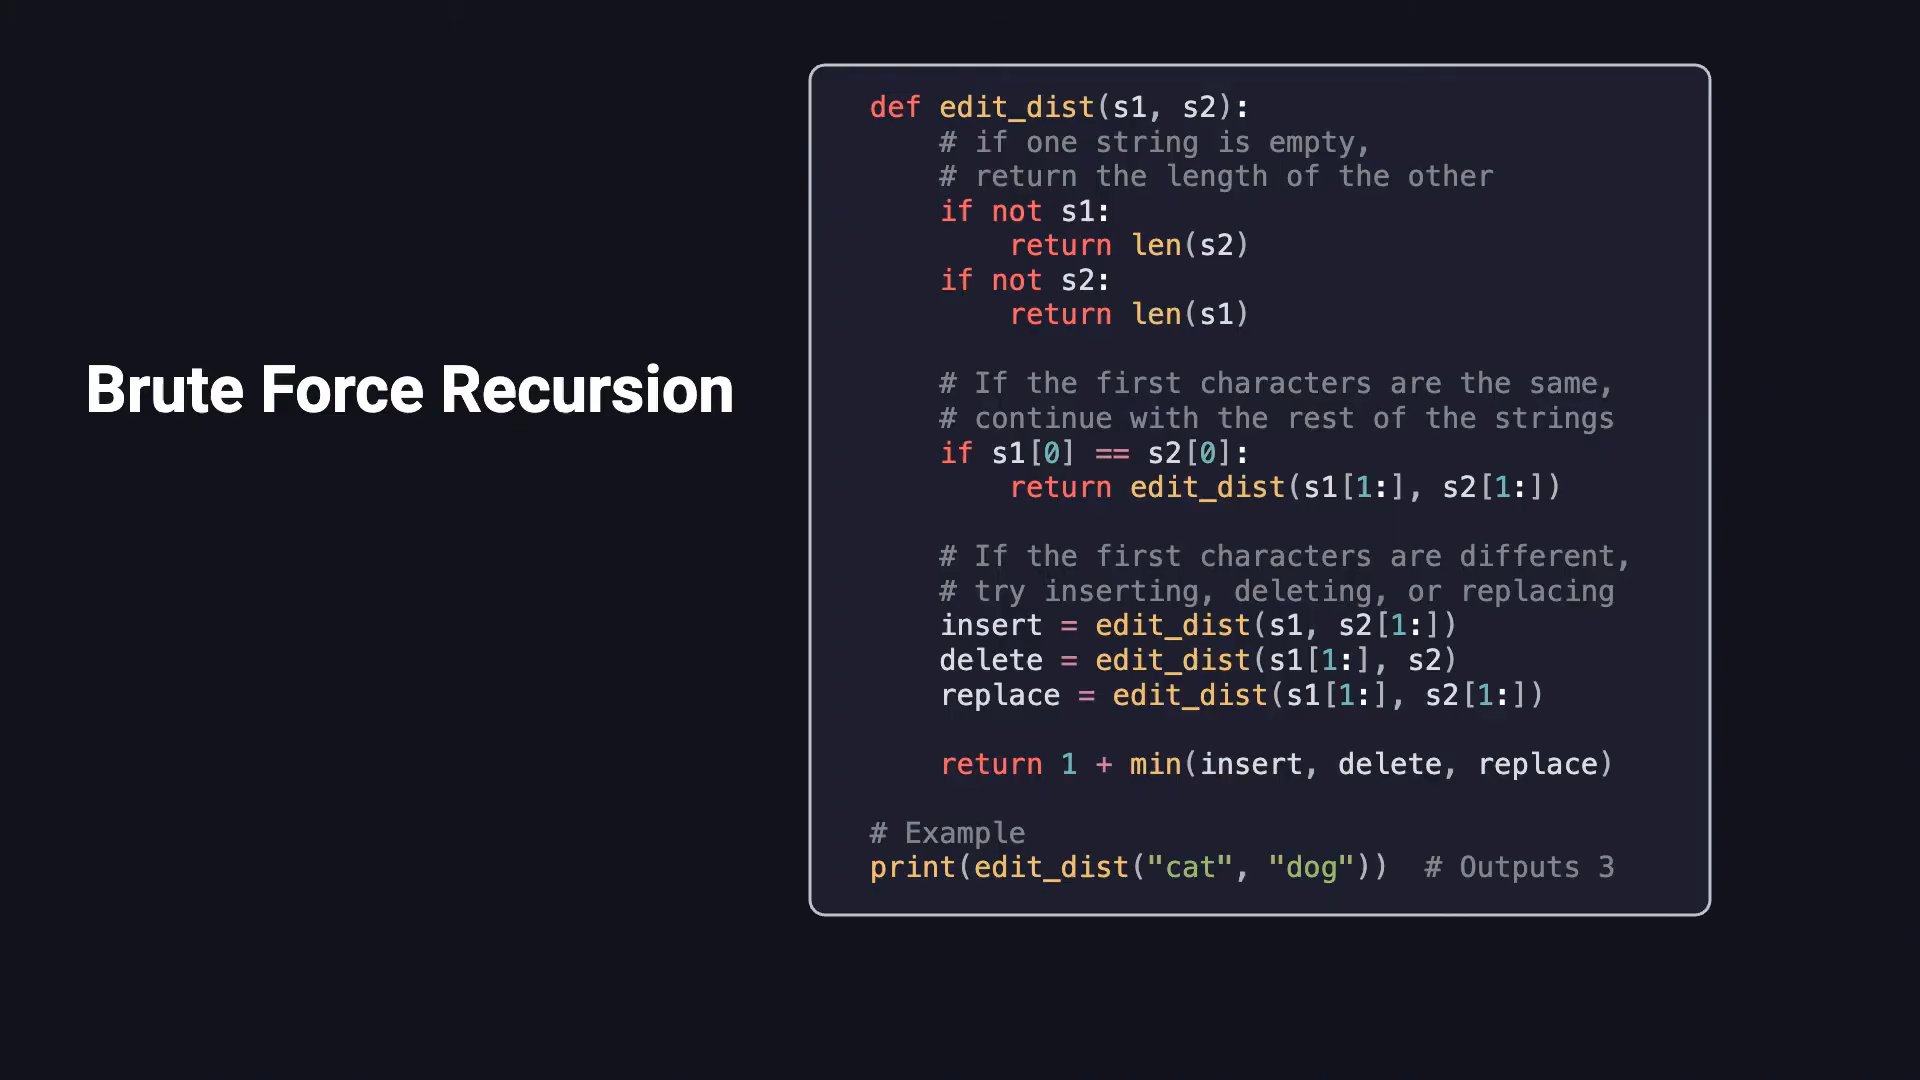 Brute Force Recursion
def edit_dist(s1, s2):
    # if one string is empty,
    # return the length of the other
    if not s1:
        return len(s2)
    if not s2:
        return len(s1)

    # If the first characters are the same,
    # continue with the rest of the strings
    if s1[0] == s2[0]:
        return edit_dist(s1[1:], s2[1:])

    # If the first characters are different,
    # try inserting, deleting, or replacing
    insert = edit_dist(s1, s2[1:])
    delete = edit_dist(s1[1:], s2)
    replace = edit_dist(s1[1:], s2[1:])

    return 1 + min(insert, delete, replace)

# Example
print(edit_dist("cat", "dog"))  # Outputs 3